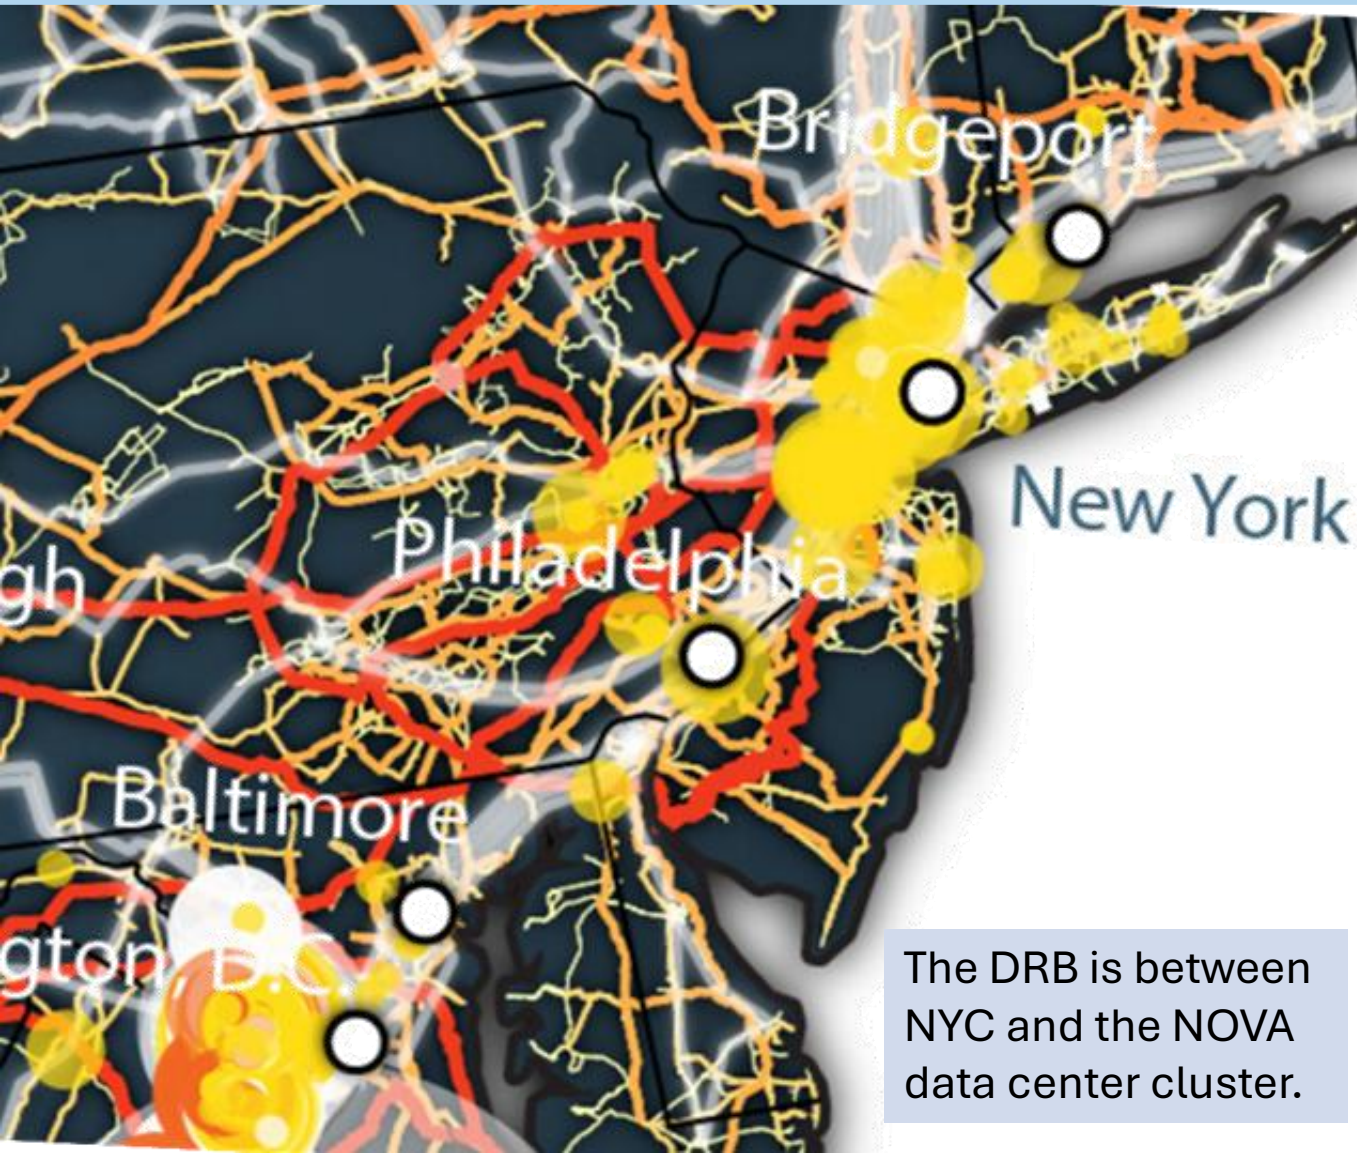 Bridgeport
New York
Philadelphia
gh
Baltimore
gton, D.C.
The DRB is between
NYC and the NOVA
data center cluster.